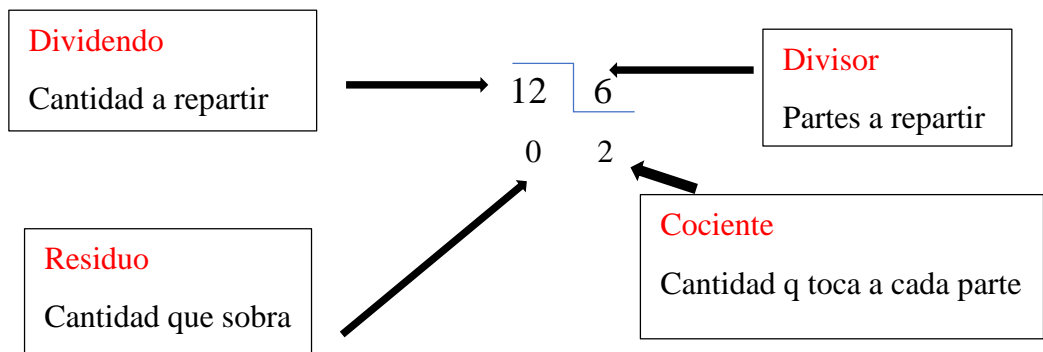 Dividendo
Cantidad a repartir
12 6
0 2
Divisor
Partes a repartir
Residuo
Cantidad que sobra
Cociente
Cantidad q toca a cada parte